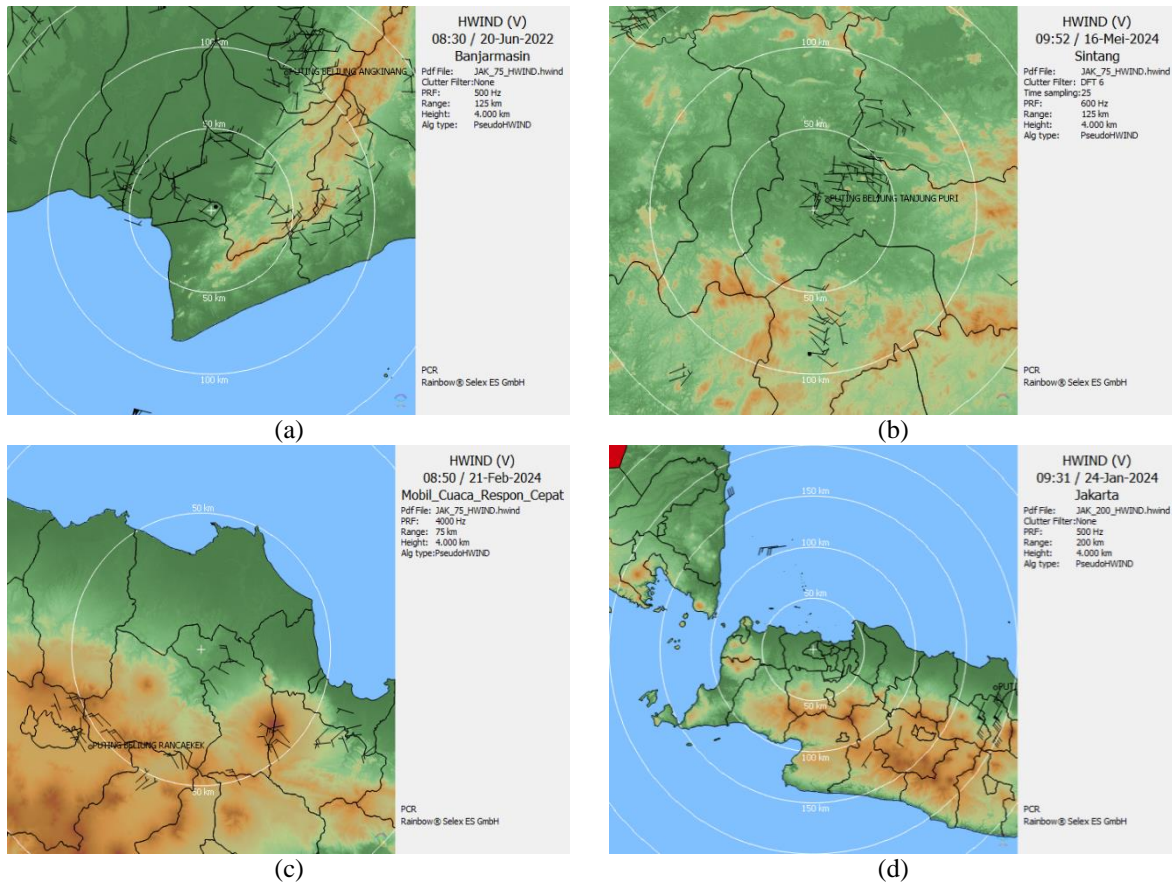 HWIND (V)
08:30 / 20-Jun-2022
Banjarmasin
Pdf File: JAK_75_HWIND.hwind
Clutter Filter:None
PRF: 500 Hz
Range: 125 km
Height: 4.000 km
Alg type: PseudoHWIND
PCR
Rainbow® Selex ES GmbH
100 km
PUTING BELIUNG ANGKINANG
50 km
50 km
100 km
(a)
HWIND (V)
09:52 / 16-Mei-2024
Sintang
Pdf File: JAK_75_HWIND.hwind
Clutter Filter: DFT 6
Time sampling:25
PRF: 600 Hz
Range: 125 km
Height: 4.000 km
Alg type: PseudoHWIND
PCR
Rainbow® Selex ES GmbH
100 km
50 km
PUTING BELIUNG TANJUNG PURI
50 km
100 km
(b)
HWIND (V)
08:50 / 21-Feb-2024
Mobil_Cuaca_Respon_Cepat
Pdf File: JAK_75_HWIND.hwind
PRF: 4000 Hz
Range: 75 km
Height: 4.000 km
Alg type:PseudoHWIND
PCR
Rainbow® Selex ES GmbH
50 km
PUTING BELIUNG RANCAEKEK
50 km
(c)
HWIND (V)
09:31 / 24-Jan-2024
Jakarta
Pdf File: JAK_200_HWIND.hwind
Clutter Filter:None
PRF: 500 Hz
Range: 200 km
Height: 4.000 km
Alg type: PseudoHWIND
PCR
Rainbow® Selex ES GmbH
150 km
100 km
50 km
PUTI
50 km
100 km
150 km
(d)